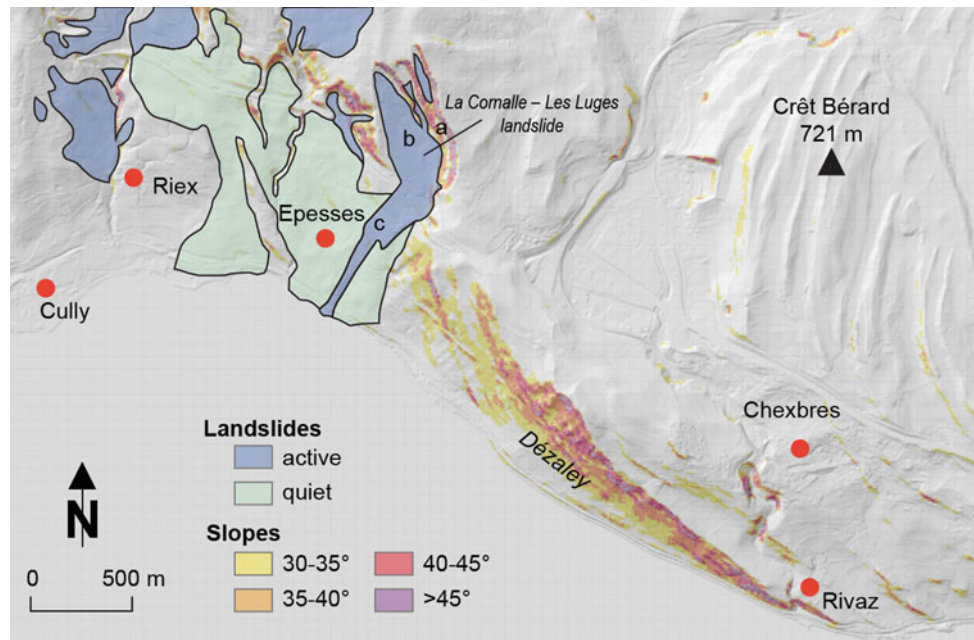 La Cornalle – Les Luges
landslide
Crêt Bérard
721 m
a
b
c
Riex
Epesses
Cully
Chexbres
Dézaley
Rivaz
Landslides
active
quiet
Slopes
30-35°
40-45°
35-40°
>45°
N
0
500 m